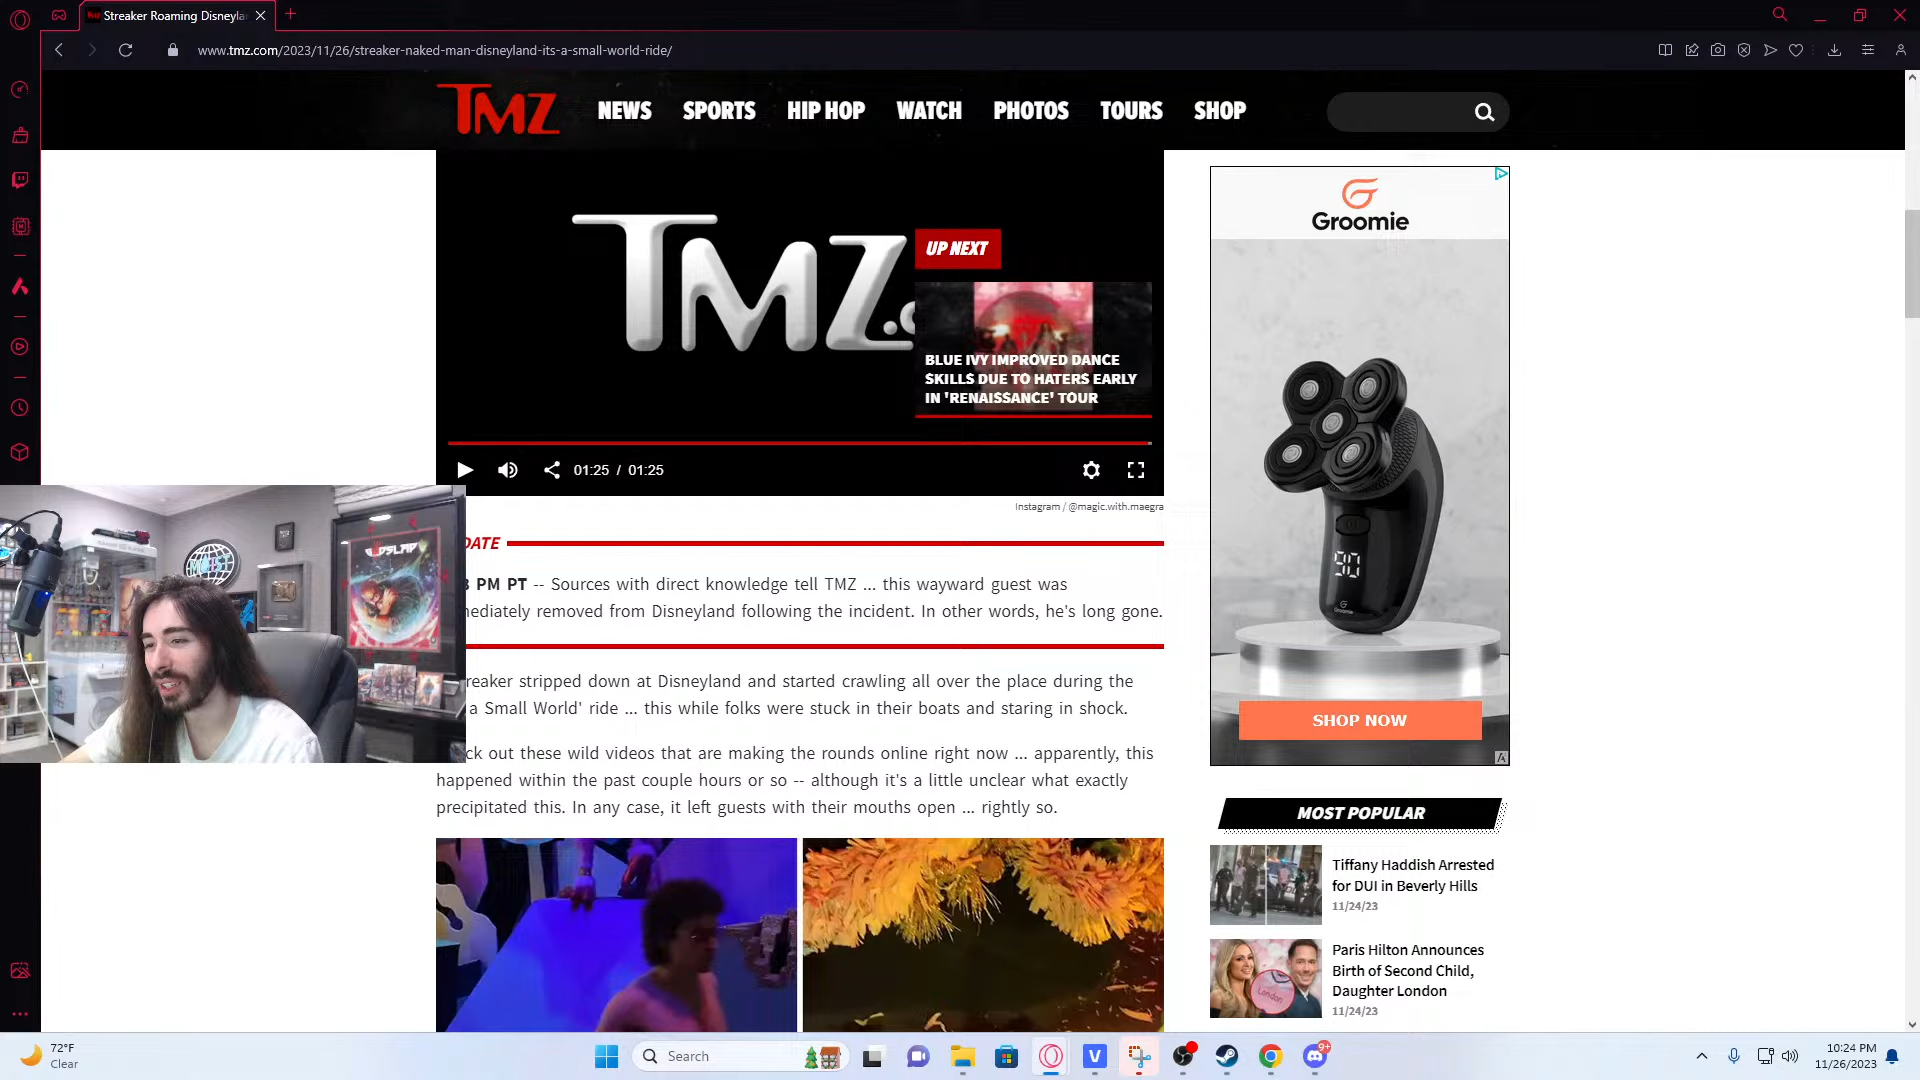 Streaker Roaming Disneyla
www.tmz.com/2023/11/26/streaker-naked-man-disneyland-its-a-small-world-ride/
TMZ
NEWS
SPORTS
HIP HOP
WATCH
PHOTOS
TOURS
SHOP
TMZ.c
UP NEXT
BLUE IVY IMPROVED DANCE
SKILLS DUE TO HATERS EARLY
IN 'RENAISSANCE' TOUR
01:25 / 01:25
Instagram / @magic.with.maegra
DATE
PM PT -- Sources with direct knowledge tell TMZ ... this wayward guest was
ediately removed from Disneyland following the incident. In other words, he's long gone.
reaker stripped down at Disneyland and started crawling all over the place during the
a Small World' ride ... this while folks were stuck in their boats and staring in shock.
ck out these wild videos that are making the rounds online right now ... apparently, this
happened within the past couple hours or so -- although it's a little unclear what exactly
precipitated this. In any case, it left guests with their mouths open ... rightly so.
Groomie
90
Groomie
SHOP NOW
MOST POPULAR
Tiffany Haddish Arrested
for DUI in Beverly Hills
11/24/23
London
Paris Hilton Announces
Birth of Second Child,
Daughter London
11/24/23
MOIST
72°F
Clear
Search
9+
10:24 PM
11/26/2023